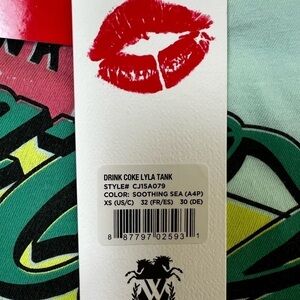 DRINK COKE LYLA TANK
STYLE# CJ15A079
COLOR: SOOTHING SEA (A4P)
XS (US/C) 32 (FR/ES) 30 (DE)
8 87797 02593 1